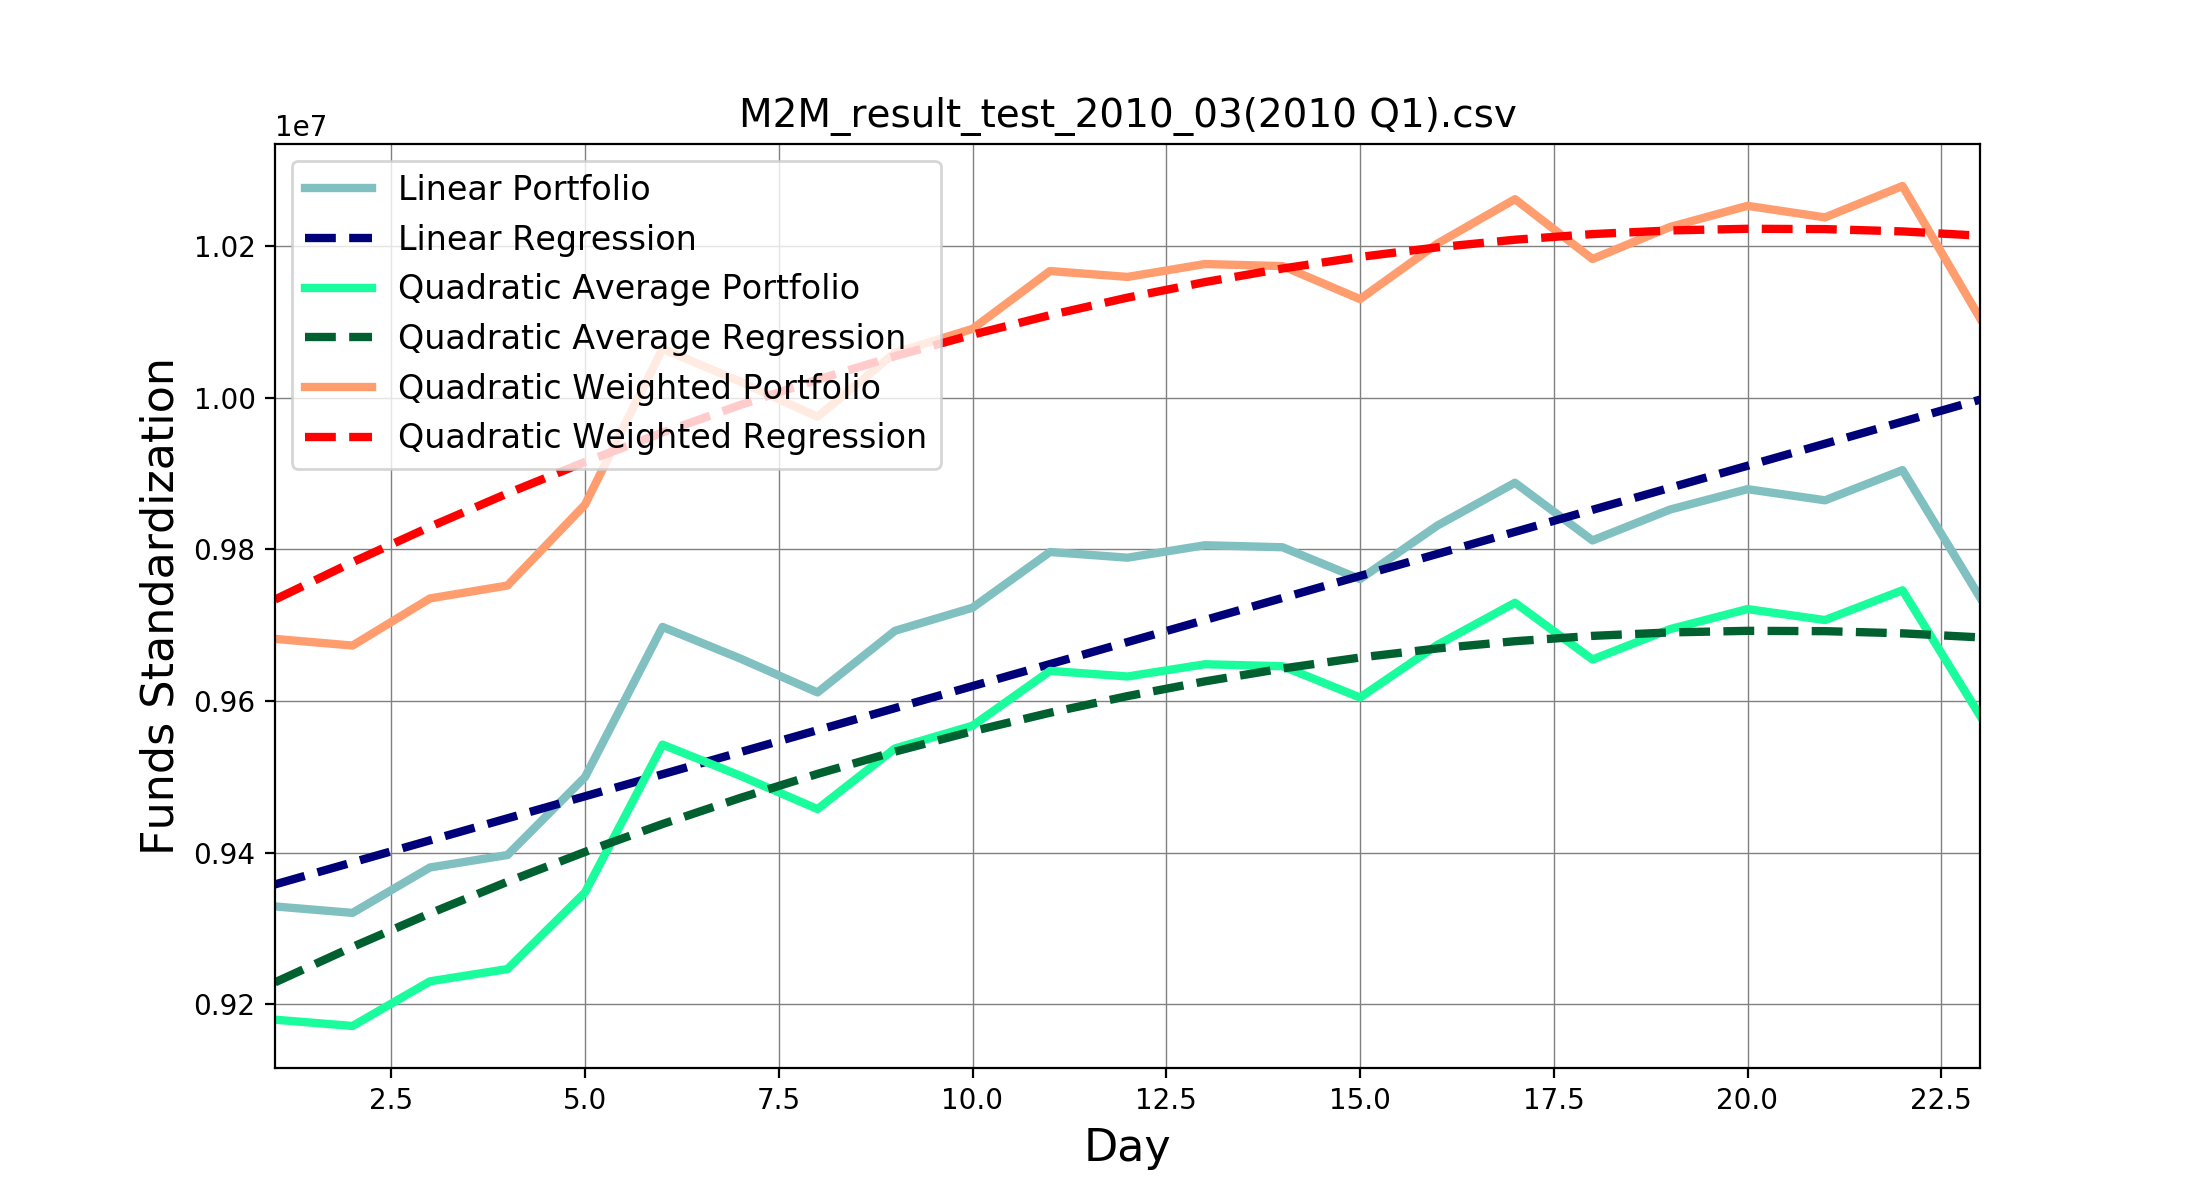 M2M_result_test_2010_03(2010 Q1).csv
1e7
Linear Portfolio
Linear Regression
Quadratic Average Portfolio
Quadratic Average Regression
Quadratic Weighted Portfolio
Quadratic Weighted Regression
Funds Standardization
1.02
1.00
0.98
0.96
0.94
0.92
2.5 5.0 7.5 10.0 12.5 15.0 17.5 20.0 22.5
Day